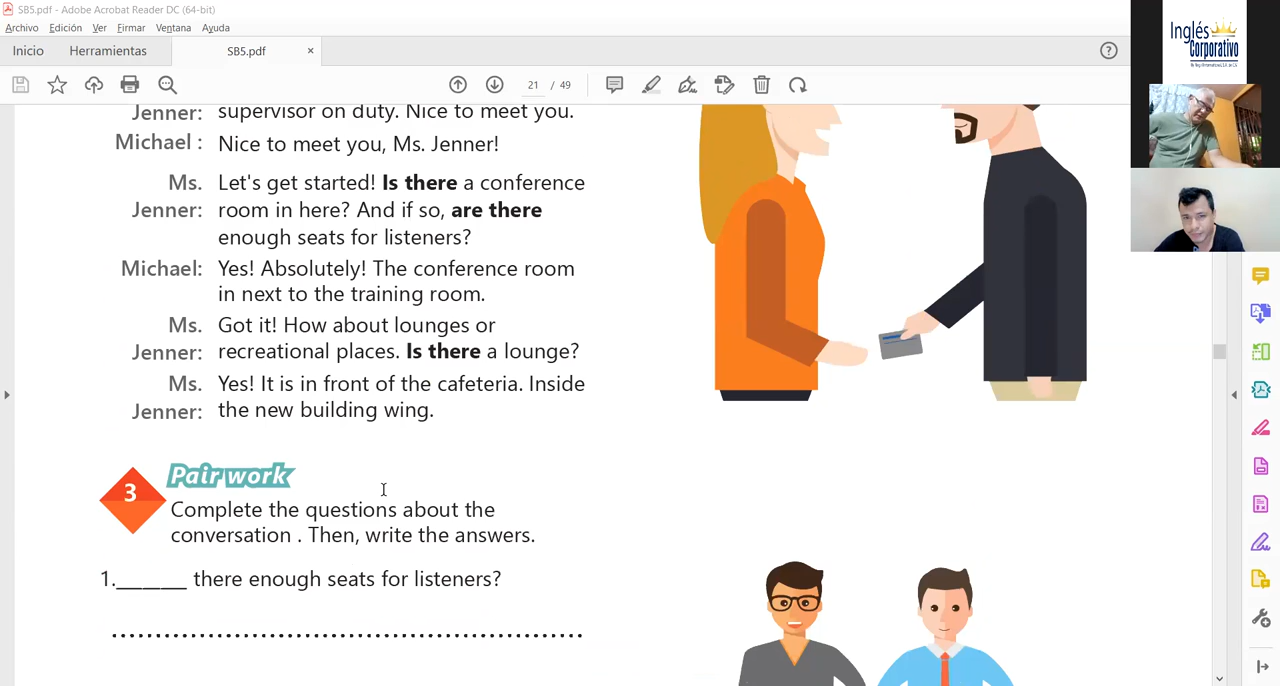 SB5.pdf - Adobe Acrobat Reader DC (64-bit)
Archivo Edición Ver Firmar Ventana Ayuda
Inicio Herramientas SB5.pdf ×
21 / 49
Inglés
Corporativo
Jenner: supervisor on duty. Nice to meet you.
Michael : Nice to meet you, Ms. Jenner!
Ms. Let's get started! Is there a conference
Jenner: room in here? And if so, are there
enough seats for listeners?
Michael: Yes! Absolutely! The conference room
in next to the training room.
Ms. Got it! How about lounges or
Jenner: recreational places. Is there a lounge?
Ms. Yes! It is in front of the cafeteria. Inside
Jenner: the new building wing.
3
Pair work
Complete the questions about the
conversation . Then, write the answers.
1.______ there enough seats for listeners?